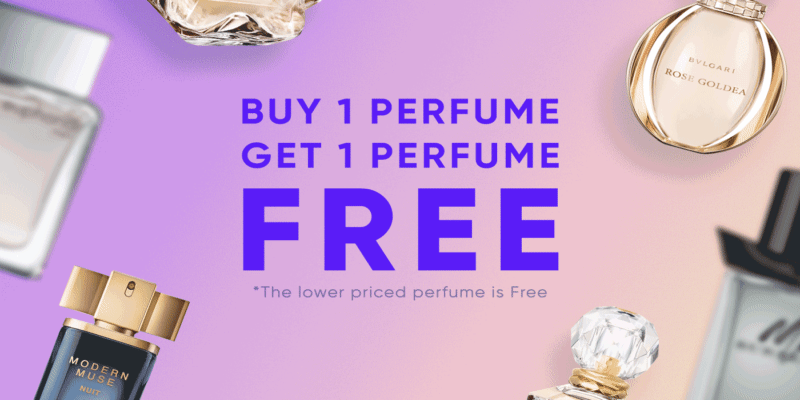 BVLGARI
ROSE GOLDEA
BUY 1 PERFUME
GET 1 PERFUME
FREE
*The lower priced perfume is Free
MODERN
MUSE
NUIT